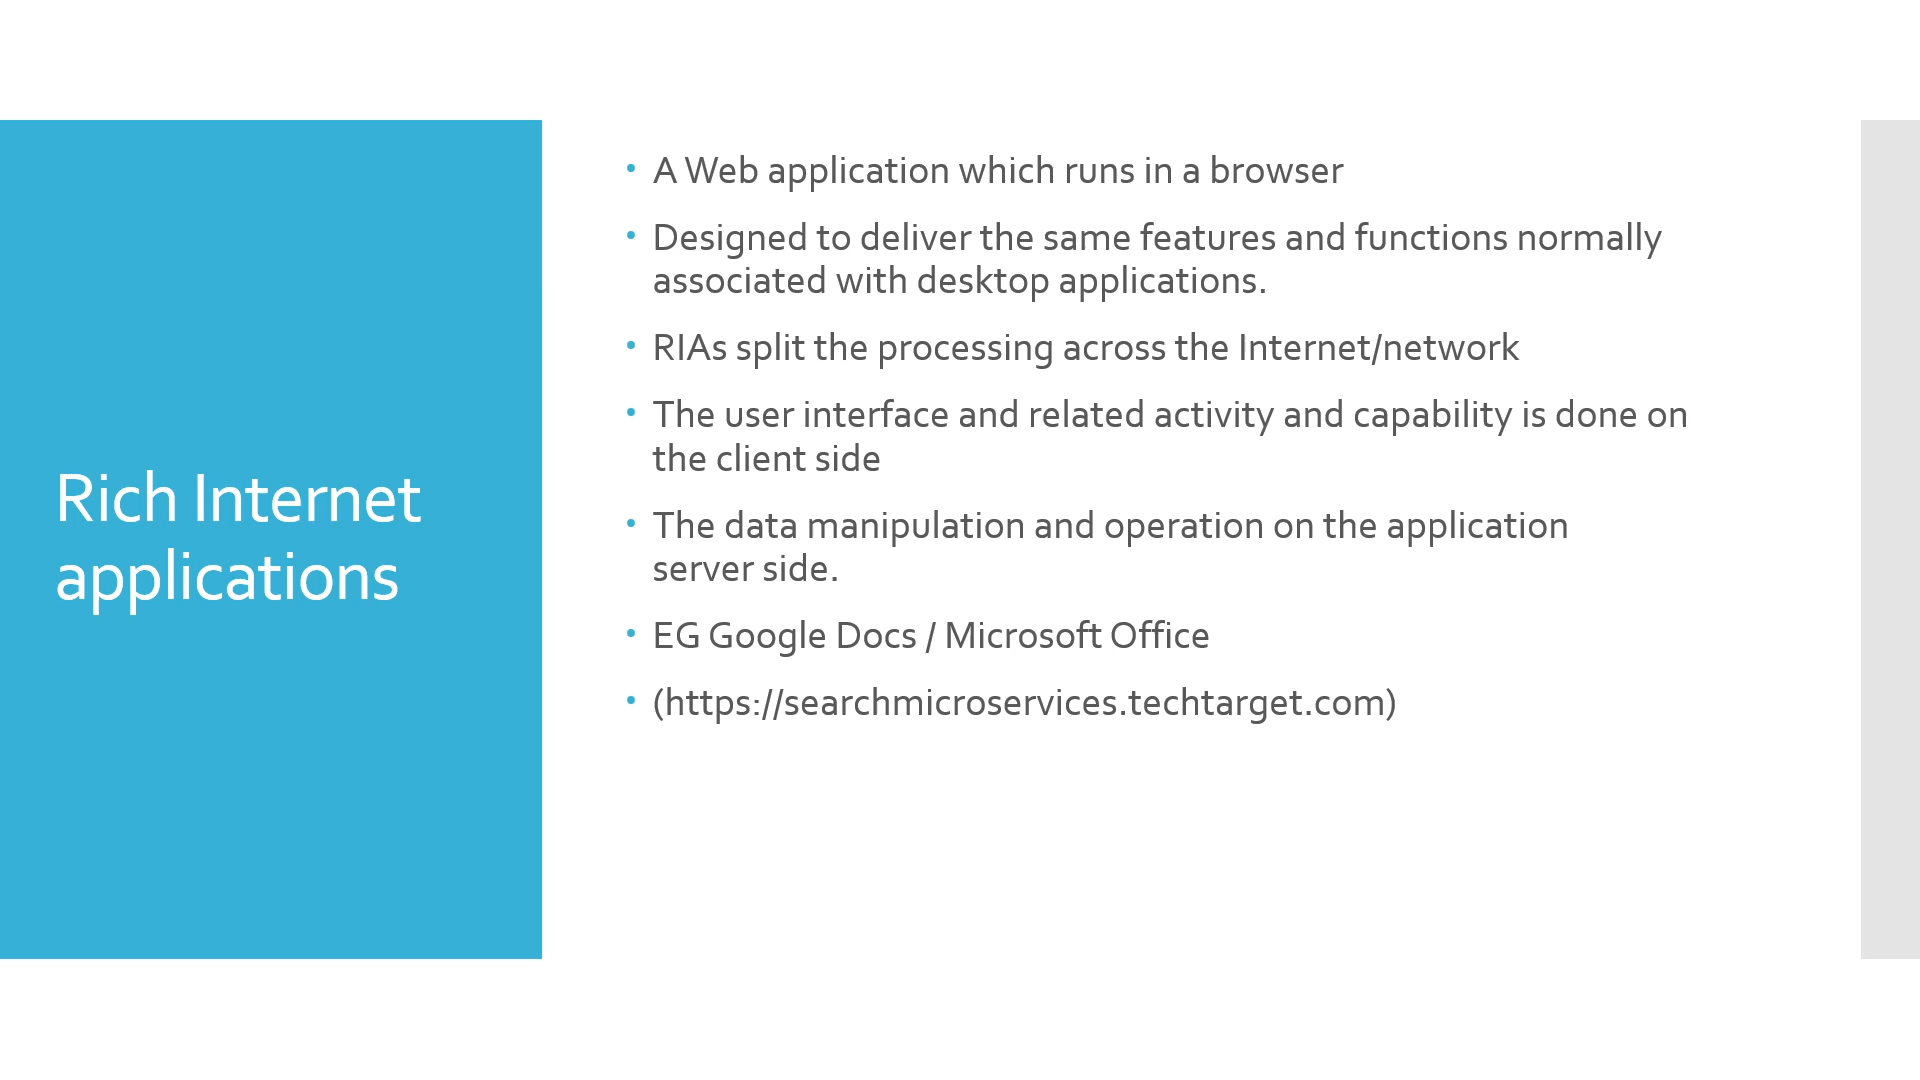 Rich Internet
applications
• A Web application which runs in a browser
• Designed to deliver the same features and functions normally
associated with desktop applications.
• RIAs split the processing across the Internet/network
• The user interface and related activity and capability is done on
the client side
• The data manipulation and operation on the application
server side.
• EG Google Docs / Microsoft Office
• (https://searchmicroservices.techtarget.com)